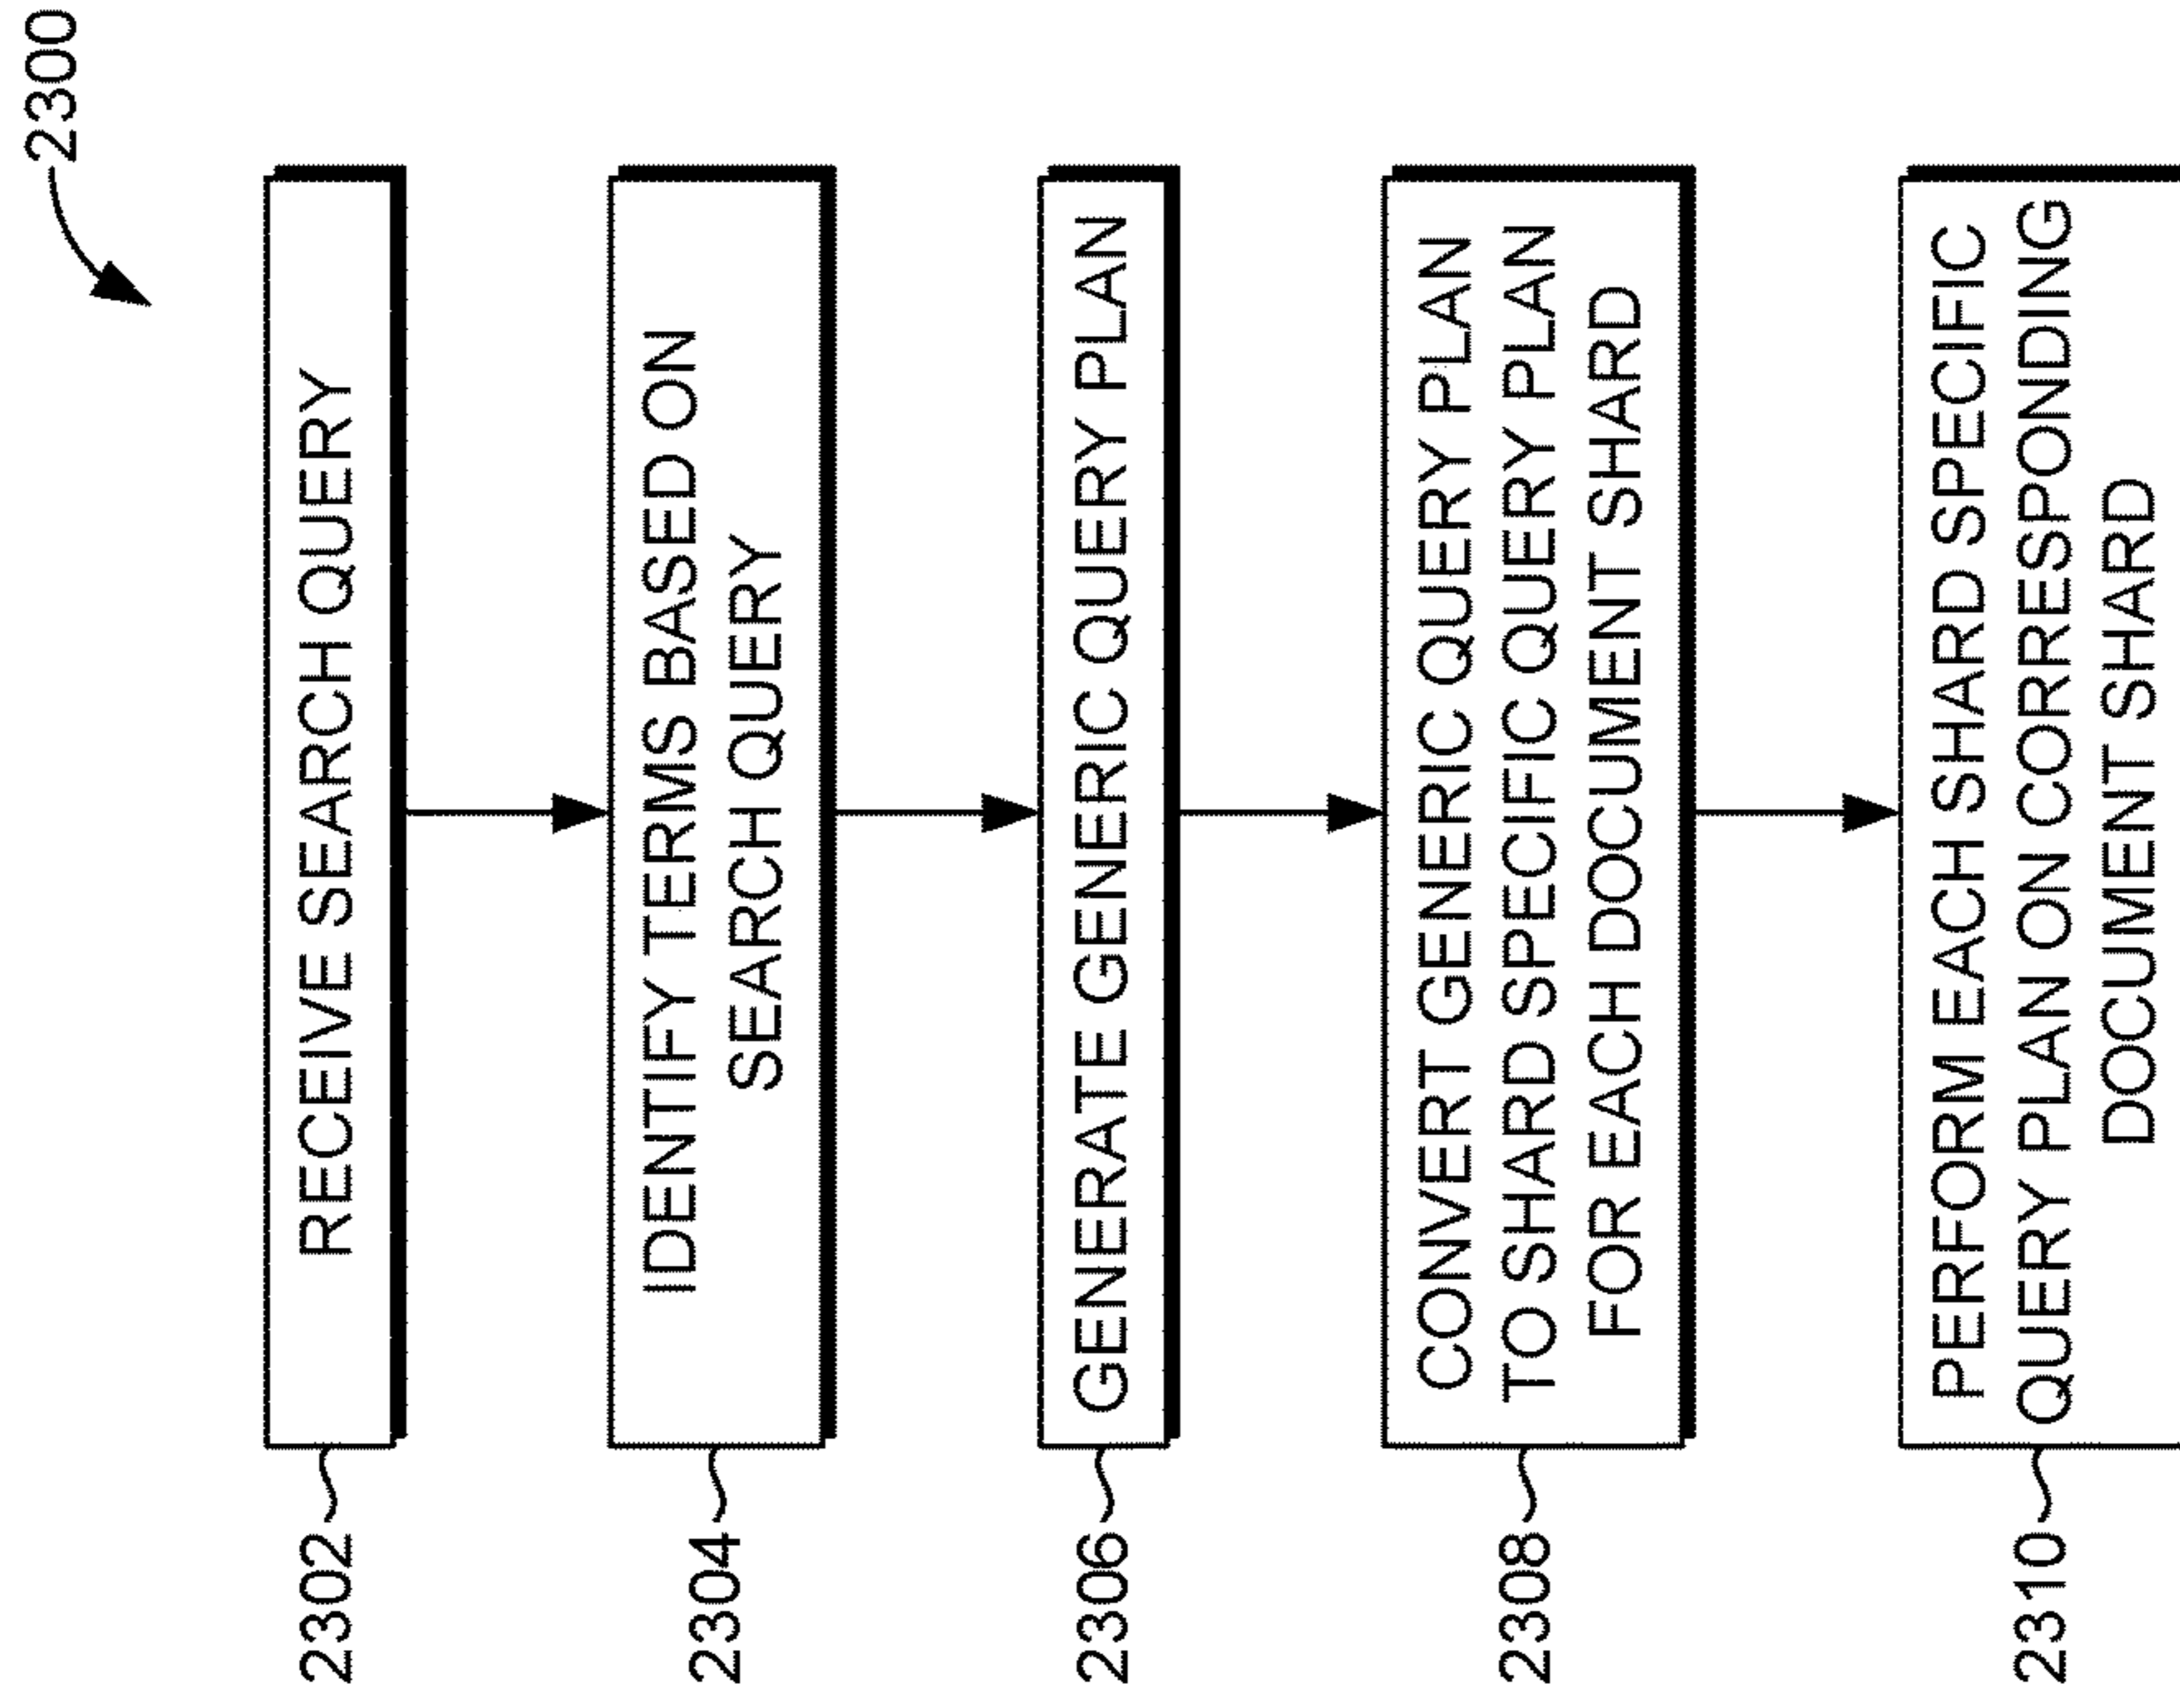 2300
2302
RECEIVE SEARCH QUERY
2304
IDENTIFY TERMS BASED ON
SEARCH QUERY
2306
GENERATE GENERIC QUERY PLAN
2308
CONVERT GENERIC QUERY PLAN
TO SHARD SPECIFIC QUERY PLAN
FOR EACH DOCUMENT SHARD
2310
PERFORM EACH SHARD SPECIFIC
QUERY PLAN ON CORRESPONDING
DOCUMENT SHARD